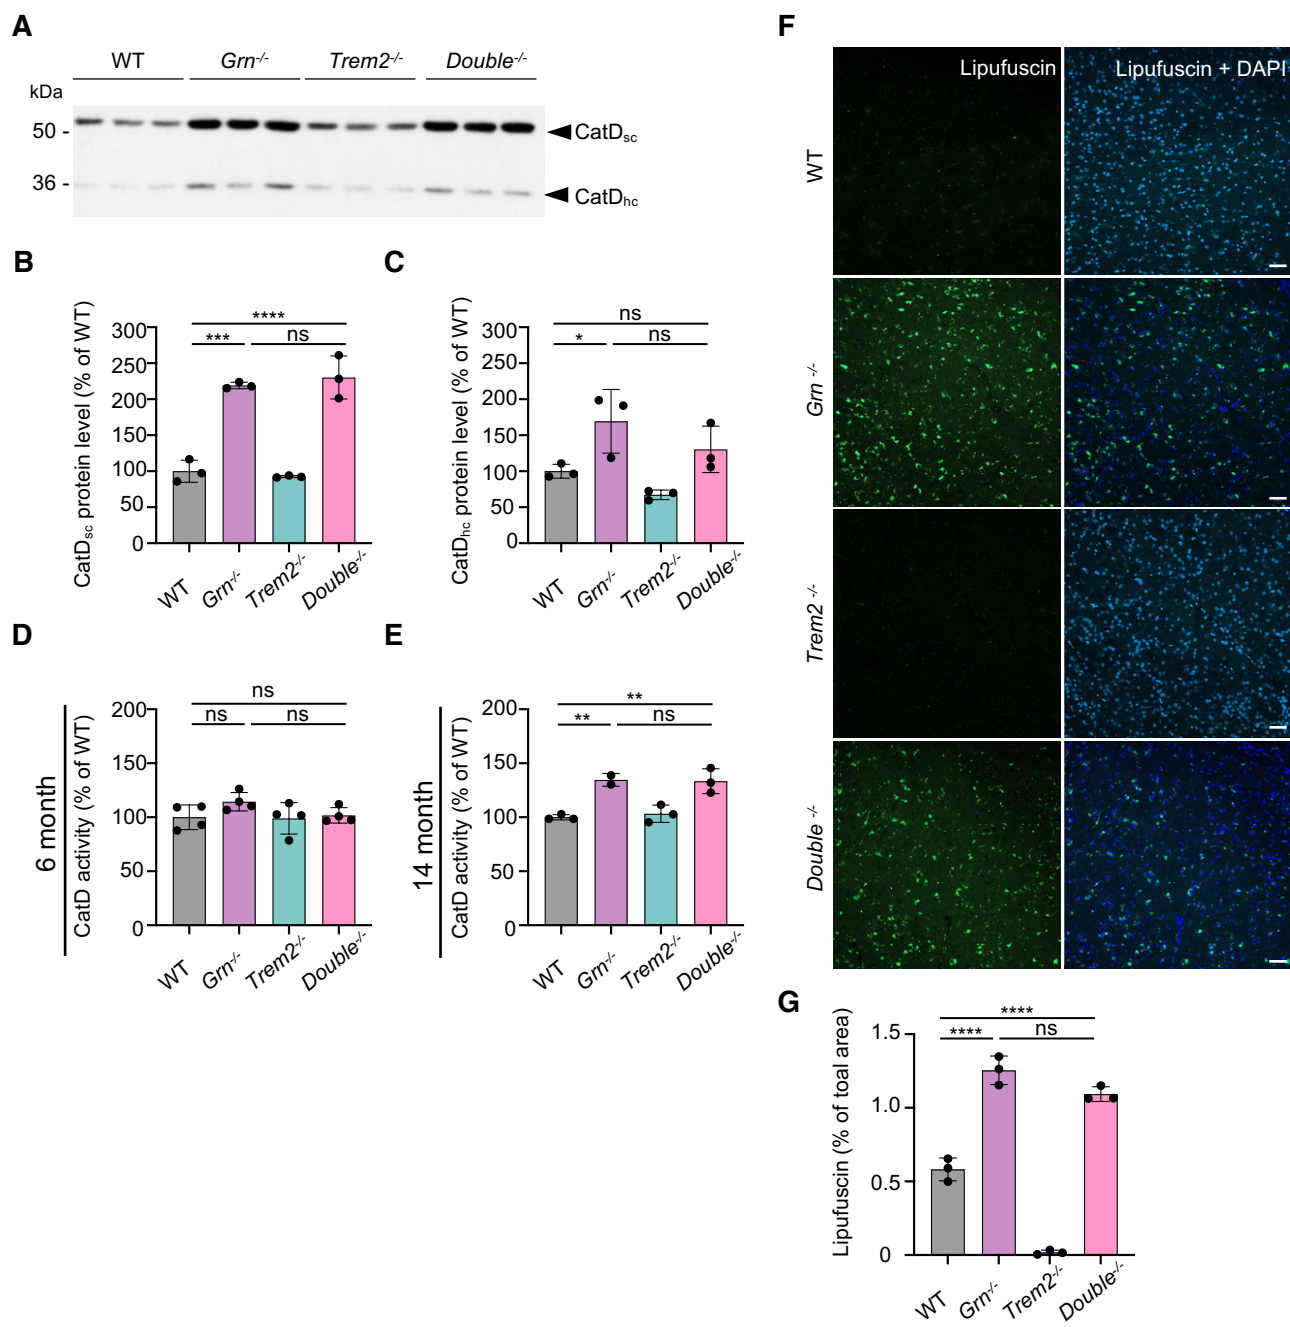 A
WT Grn-/- Trem2-/- Double-/-
kDa
50 -
CatDsc
36 -
CatDhc
B
CatDsc protein level (% of WT)
300
250
200
150
100
50
0
****
*** ns
WT Grn-/- Trem2-/- Double-/-
C
CatDhc protein level (% of WT)
300
250
200
150
100
50
0
ns
* ns
WT Grn-/- Trem2-/- Double-/-
D
6 month
CatD activity (% of WT)
200
150
100
50
0
ns
ns ns
WT Grn-/- Trem2-/- Double-/-
E
14 month
CatD activity (% of WT)
200
150
100
50
0
**
** ns
WT Grn-/- Trem2-/- Double-/-
F
Lipufuscin Lipufuscin + DAPI
WT
Grn -/-
Trem2 -/-
Double -/-
G
Lipufuscin (% of toal area)
1.5
1.0
0.5
0
****
**** ns
WT Grn-/- Trem2-/- Double-/-